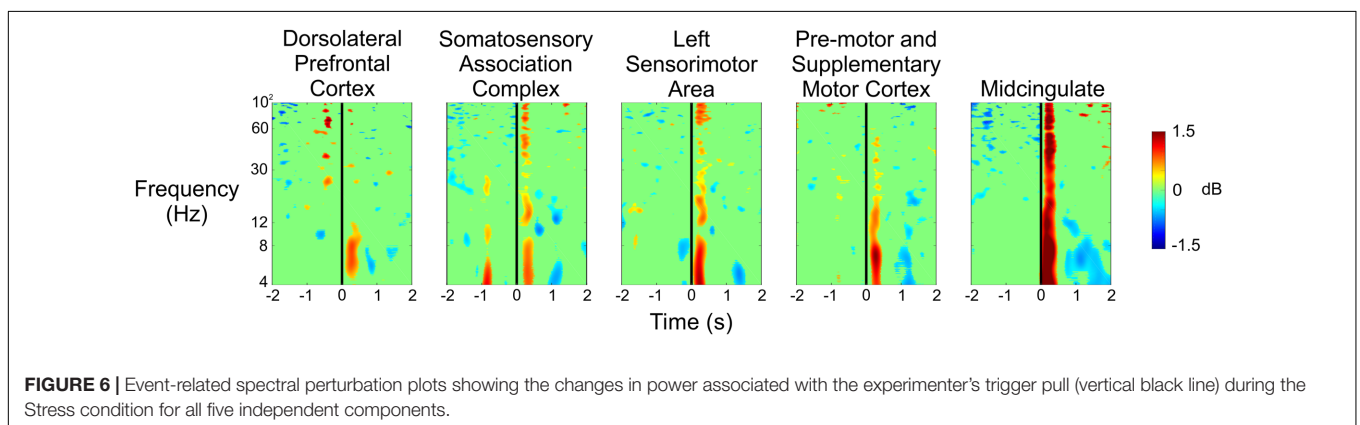 Dorsolateral
Prefrontal
Cortex
Somatosensory
Association
Complex
Left
Sensorimotor
Area
Pre-motor and
Supplementary
Motor Cortex
Midcingulate
Frequency
(Hz)
10²
60
30
12
8
4
-2 -1 0 1 2
-2 -1 0 1 2
-2 -1 0 1 2
-2 -1 0 1 2
-2 -1 0 1 2
Time (s)
1.5
0 dB
-1.5
FIGURE 6 | Event-related spectral perturbation plots showing the changes in power associated with the experimenter’s trigger pull (vertical black line) during the
Stress condition for all five independent components.